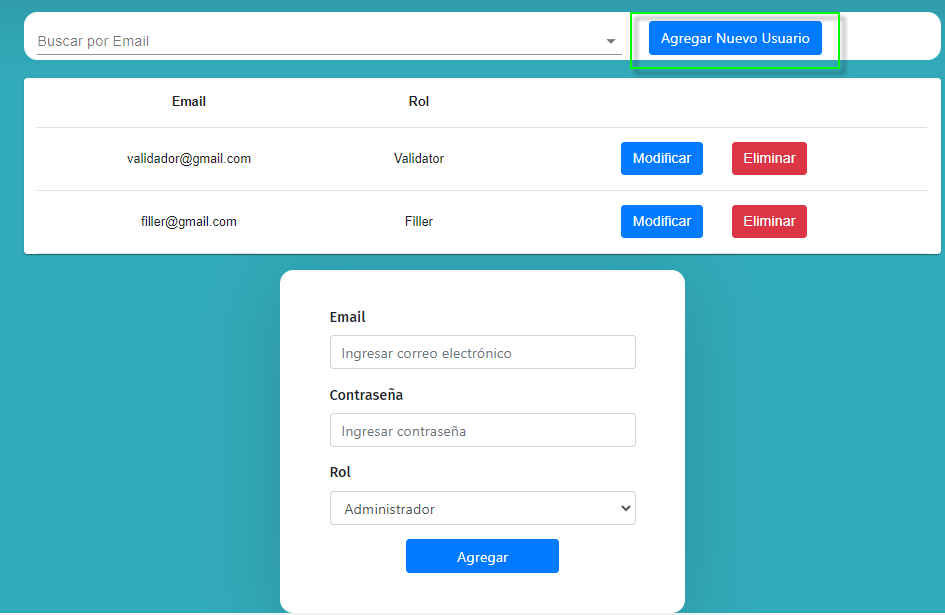 Buscar por Email
Agregar Nuevo Usuario
Email Rol
validador@gmail.com Validator Modificar Eliminar
filler@gmail.com Filler Modificar Eliminar
Email
Ingresar correo electrónico
Contraseña
Ingresar contraseña
Rol
Administrador
Agregar